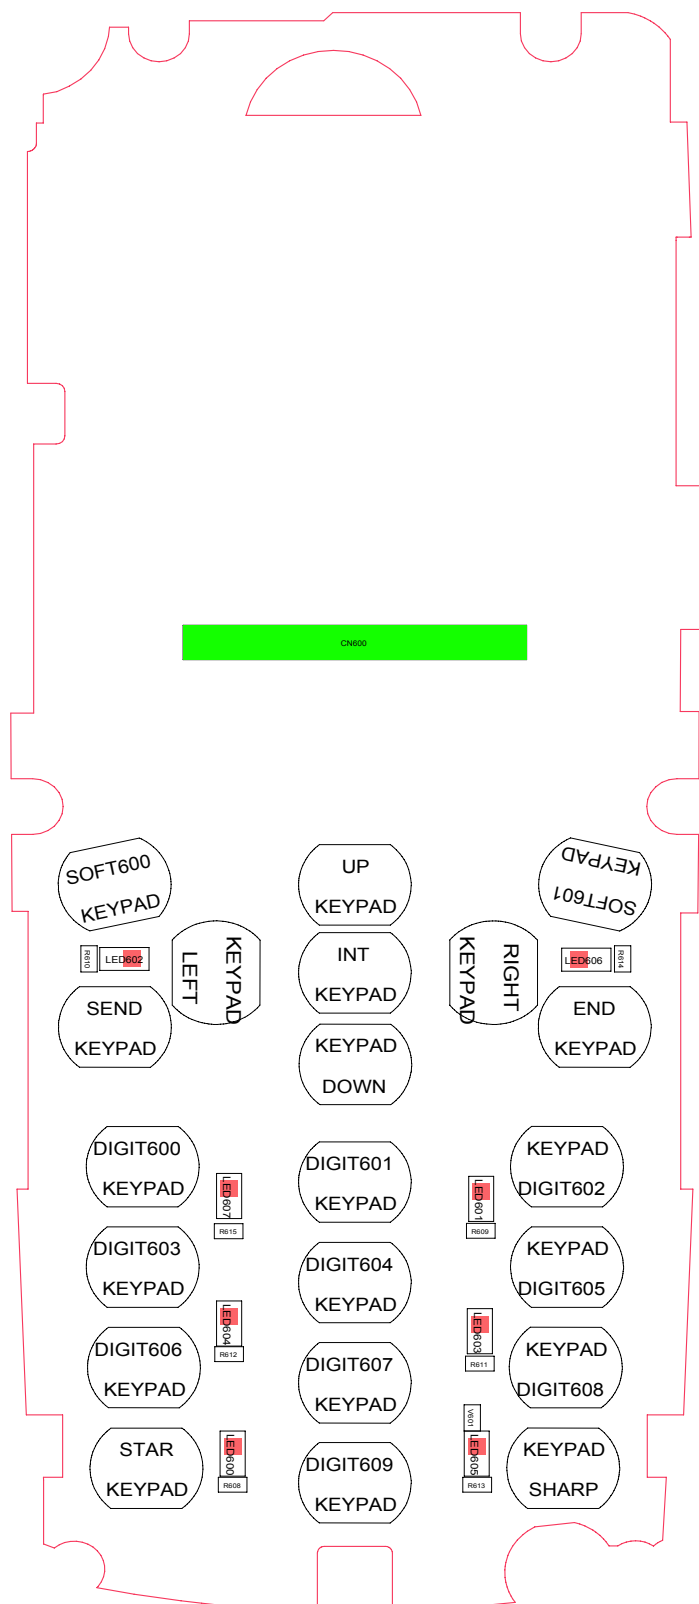 CN600
SOFT600
KEYPAD
UP
KEYPAD
SOFT601
KEYPAD
R610
LED602
KEYPAD
LEFT
INT
KEYPAD
RIGHT
KEYPAD
LED606
R614
SEND
KEYPAD
KEYPAD
DOWN
END
KEYPAD
DIGIT600
KEYPAD
LED607
R615
DIGIT601
KEYPAD
LED601
R609
KEYPAD
DIGIT602
DIGIT603
KEYPAD
DIGIT604
KEYPAD
KEYPAD
DIGIT605
LED604
R612
LED603
R611
DIGIT606
KEYPAD
DIGIT607
KEYPAD
KEYPAD
DIGIT608
V601
STAR
KEYPAD
LED600
R608
DIGIT609
KEYPAD
LED605
R613
KEYPAD
SHARP